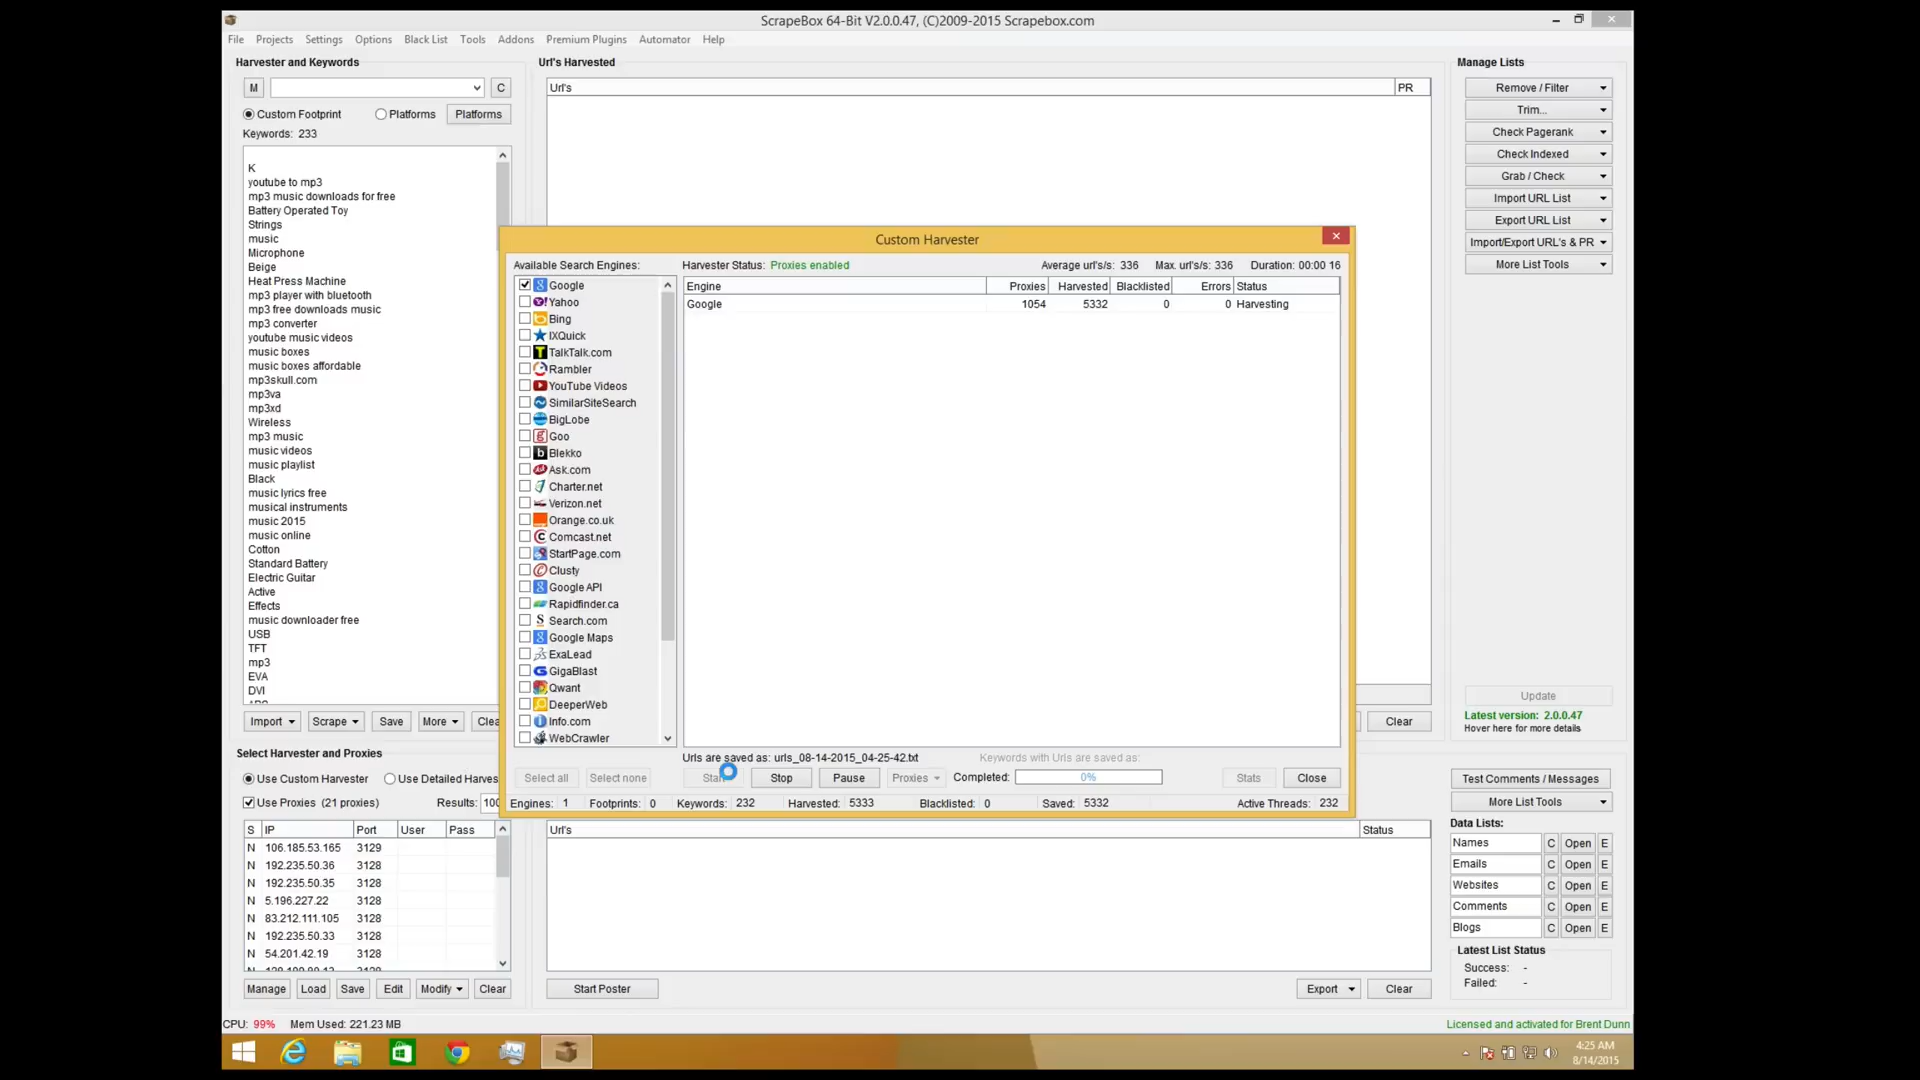 ScrapeBox 64-Bit V2.0.0.47, (C)2009-2015 Scrapebox.com
File Projects Settings Options Black List Tools Addons Premium Plugins Automator Help
Harvester and Keywords
M
C
Custom Footprint
Platforms
Platforms
Keywords: 233
K
youtube to mp3
mp3 music downloads for free
Battery Operated Toy
Strings
music
Microphone
Beige
Heat Press Machine
mp3 player with bluetooth
mp3 free downloads music
mp3 converter
youtube music videos
music boxes
music boxes affordable
mp3skull.com
mp3va
mp3xd
Wireless
mp3 music
music videos
music playlist
Black
music lyrics free
musical instruments
music 2015
music online
Cotton
Standard Battery
Electric Guitar
Active
Effects
music downloader free
USB
TFT
mp3
EVA
DVI
Import Scrape Save More Clea
Url's Harvested
Url's PR
Custom Harvester
Available Search Engines:
Google
Yahoo
Bing
IXQuick
TalkTalk.com
Rambler
YouTube Videos
SimilarSiteSearch
BigLobe
Goo
Blekko
Ask.com
Charter.net
Verizon.net
Orange.co.uk
Comcast.net
StartPage.com
Clusty
Google API
Rapidfinder.ca
Search.com
Google Maps
ExaLead
GigaBlast
Qwant
DeeperWeb
Info.com
WebCrawler
Harvester Status: Proxies enabled Average url's/s: 336 Max. url's/s: 336 Duration: 00:00 16
Engine Proxies Harvested Blacklisted Errors Status
Google 1054 5332 0 0 Harvesting
Urls are saved as: urls_08-14-2015_04-25-42.txt Keywords with Urls are saved as:
Select all Select none Start Stop Pause Proxies Completed: 0% Stats Close
Engines: 1 Footprints: 0 Keywords: 232 Harvested: 5333 Blacklisted: 0 Saved: 5332 Active Threads: 232
Clear
Manage Lists
Remove / Filter
Trim...
Check Pagerank
Check Indexed
Grab / Check
Import URL List
Export URL List
Import/Export URL's & PR
More List Tools
Update
Latest version: 2.0.0.47
Hover here for more details
Select Harvester and Proxies
Use Custom Harvester Use Detailed Harves
Use Proxies (21 proxies) Results: 100
S IP Port User Pass
N 106.185.53.165 3129
N 192.235.50.36 3128
N 192.235.50.35 3128
N 5.196.227.22 3128
N 83.212.111.105 3128
N 192.235.50.33 3128
N 54.201.42.19 3128
Manage Load Save Edit Modify Clear
Url's Status
Start Poster Export Clear
Test Comments / Messages
More List Tools
Data Lists:
Names C Open E
Emails C Open E
Websites C Open E
Comments C Open E
Blogs C Open E
Latest List Status
Success: -
Failed: -
CPU: 99% Mem Used: 221.23 MB
Licensed and activated for Brent Dunn
4:25 AM
8/14/2015